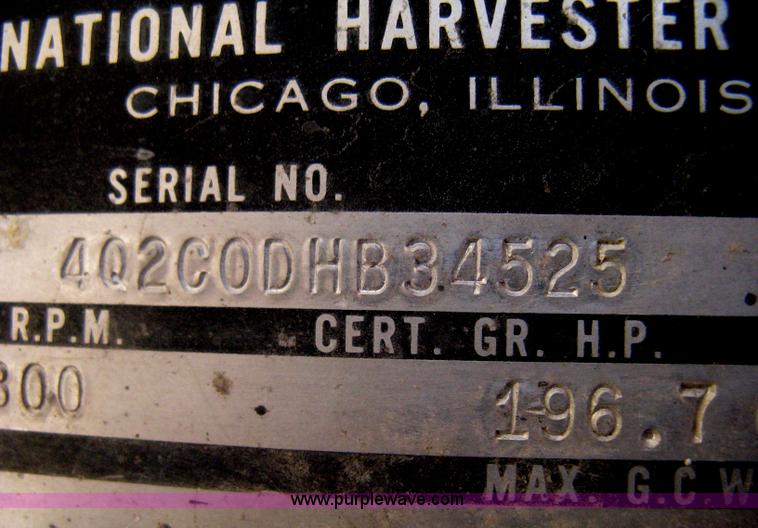 NATIONAL HARVESTER
CHICAGO, ILLINOIS
SERIAL NO.
4Q2C0DHB34525
R.P.M. CERT. GR. H.P.
300 196.7
MAX. G.C.W
www.purplewave.com